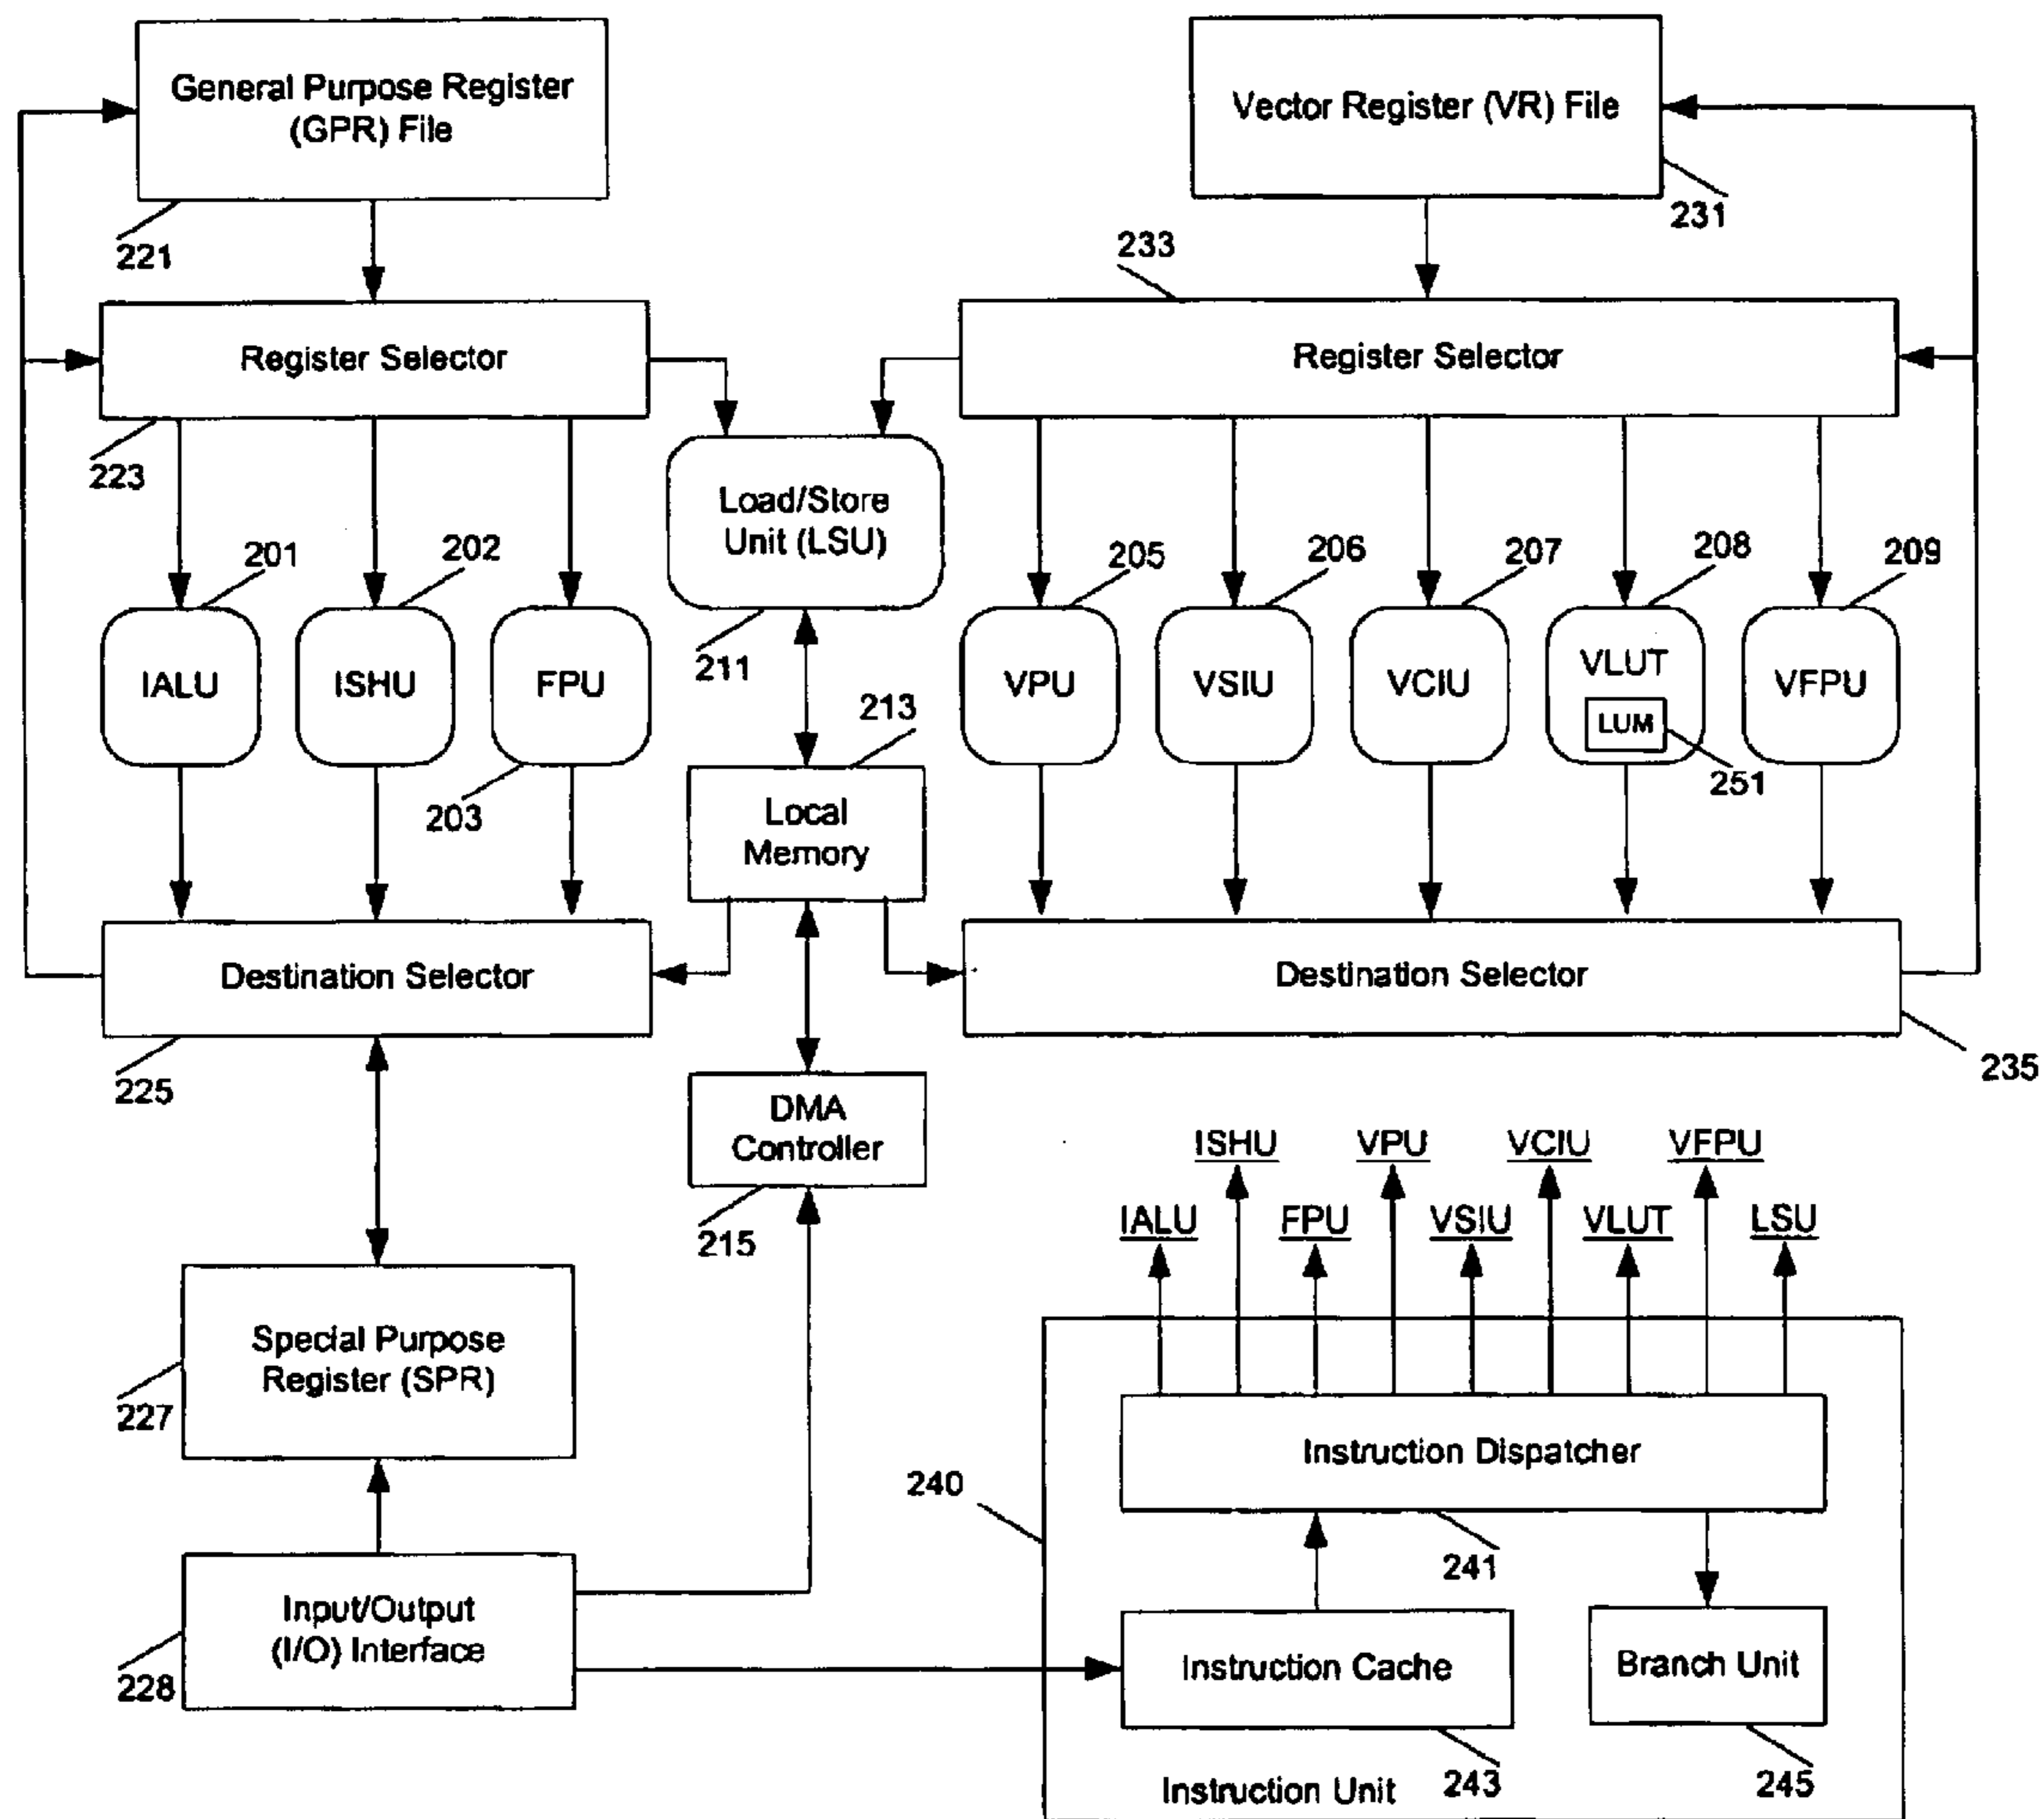 General Purpose Register
(GPR) File
221
Vector Register (VR) File
231
233
Register Selector
223
Register Selector
Load/Store
Unit (LSU)
211
201
202
203
IALU
ISHU
FPU
205
206
207
208
209
VPU
VSIU
VCIU
VLUT
LUM
251
VFPU
213
Local
Memory
Destination Selector
225
Destination Selector
235
DMA
Controller
215
ISHU
VPU
VCIU
VFPU
IALU
FPU
VSIU
VLUT
LSU
Special Purpose
Register (SPR)
227
Instruction Dispatcher
240
241
Input/Output
(I/O) Interface
228
Instruction Cache
243
Branch Unit
245
Instruction Unit